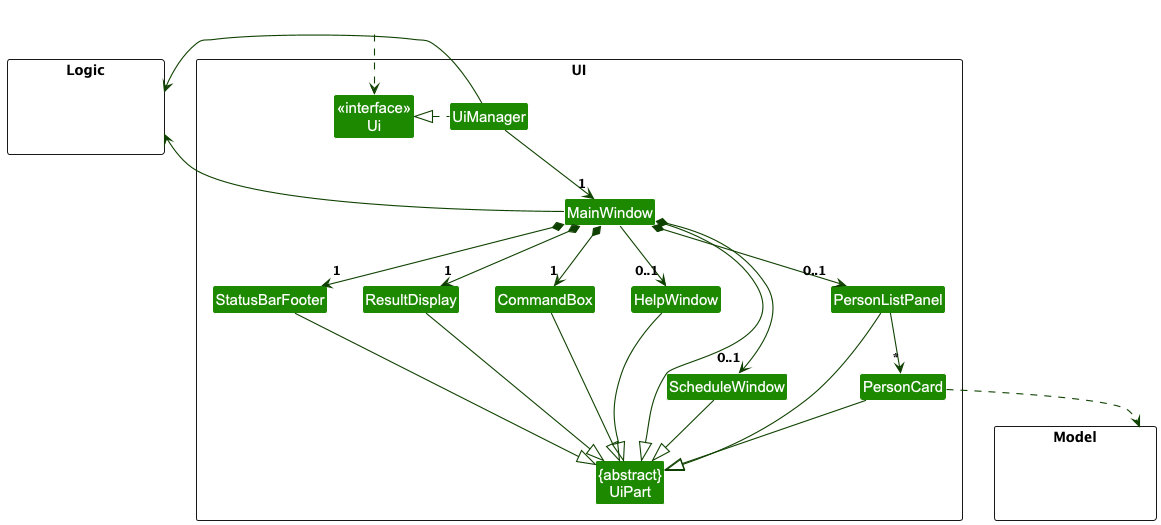 Logic
UI
«interface»
Ui
UiManager
1
MainWindow
1
1
1
0..1
0..1
StatusBarFooter
ResultDisplay
CommandBox
HelpWindow
PersonListPanel
0..1
*
ScheduleWindow
PersonCard
Model
{abstract}
UiPart